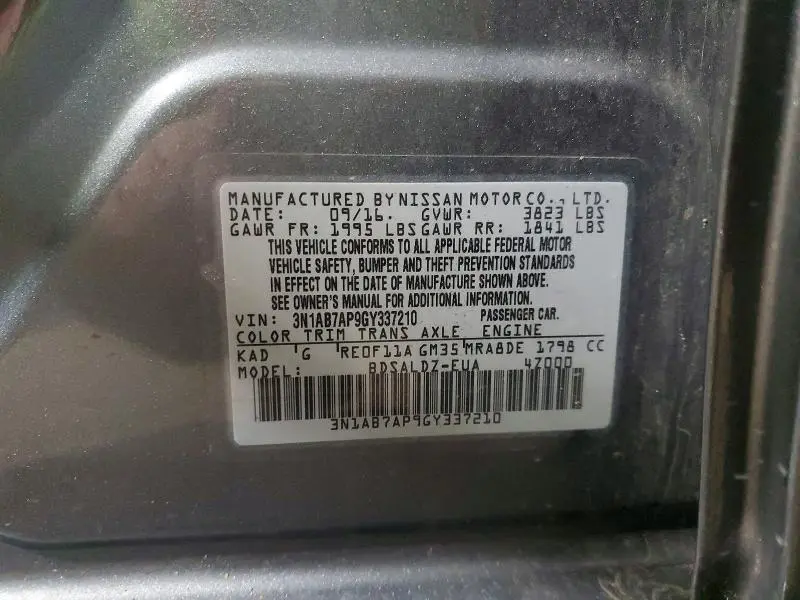 MANUFACTURED BY NISSAN MOTOR CO., LTD.
DATE: 09/16. GVWR: 3823 LBS
GAWR FR: 1995 LBS GAWR RR: 1841 LBS
THIS VEHICLE CONFORMS TO ALL APPLICABLE FEDERAL MOTOR
VEHICLE SAFETY, BUMPER AND THEFT PREVENTION STANDARDS
IN EFFECT ON THE DATE OF MANUFACTURE SHOWN ABOVE.
SEE OWNER'S MANUAL FOR ADDITIONAL INFORMATION.
VIN: 3N1AB7AP9GY337210 PASSENGER CAR.
COLOR TRIM TRANS AXLE ENGINE
KAD G RE0F11A GM35 MRA8DE 1798 CC
MODEL: BDSALDZ-EUA 4Z000
3N1AB7AP9GY337210